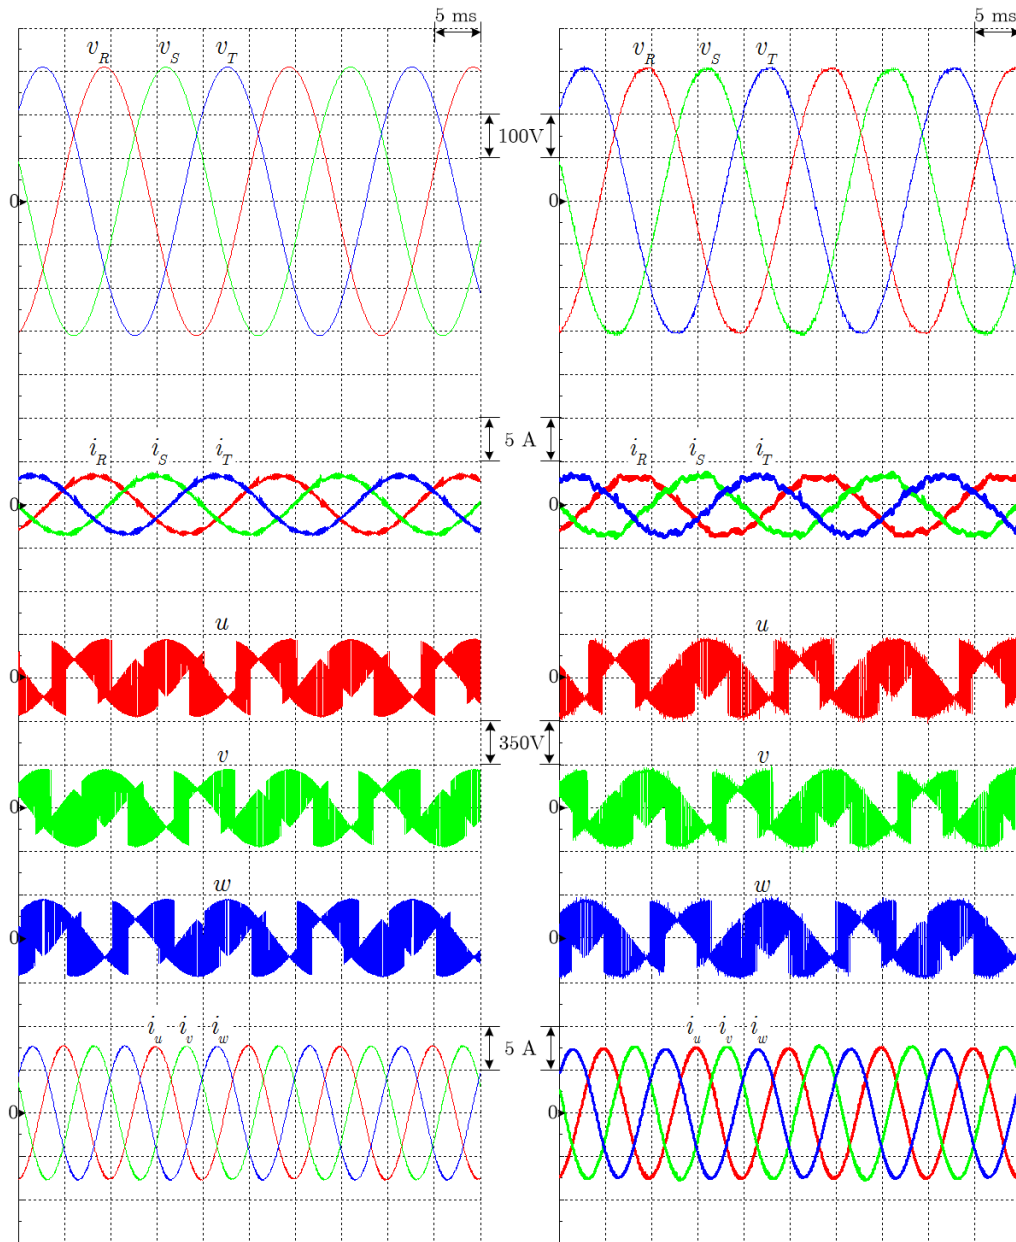 5 ms 5 ms
v_R v_S v_T v_R v_S v_T
100V
0 0
5 A
i_R i_S i_T i_R i_S i_T
0 0
u u
0 0
350V
v v
0 0
w w
0 0
i_u i_v i_w i_u i_v i_w
5 A
0 0